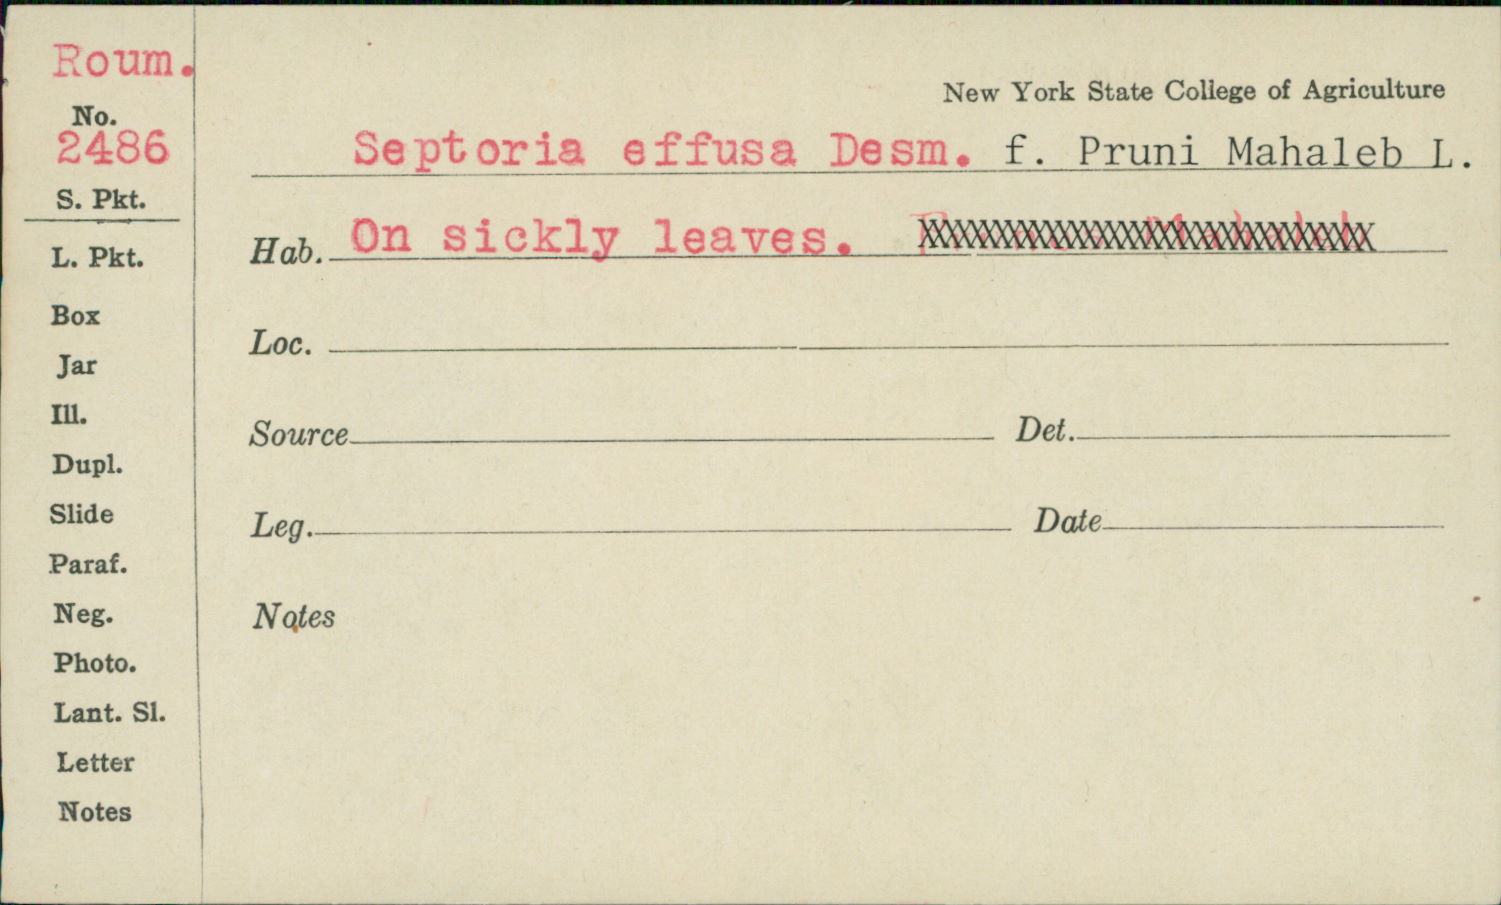 Roum.
No.
2486
S. Pkt.
L. Pkt.
Box
Jar
Ill.
Dupl.
Slide
Paraf.
Neg.
Photo.
Lant. Sl.
Letter
Notes
New York State College of Agriculture
Septoria effusa Desm. f. Pruni Mahaleb L.
Hab. On sickly leaves.
Loc.
Source Det.
Leg. Date
Notes